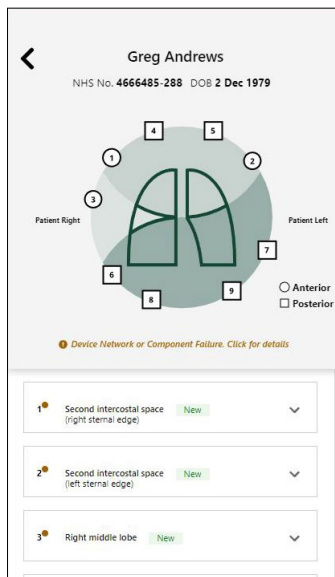 Greg Andrews
NHS No. 4666485-288 DOB 2 Dec 1979
4 5
1 2
3
Patient Right Patient Left
7
6
8 9
Anterior
Posterior
Device Network or Component Failure. Click for details
1 Second intercostal space New
(right sternal edge)
2 Second intercostal space New
(left sternal edge)
3 Right middle lobe New